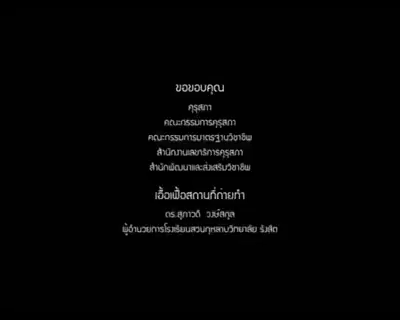 ขอขอบคุณ
คุรุสภา
คณะกรรมการคุรุสภา
คณะกรรมการมาตรฐานวิชาชีพ
สำนักงานเลขาธิการคุรุสภา
สำนักพัฒนาและส่งเสริมวิชาชีพ
เอื้อเฟื้อสถานที่ถ่ายทำ
ดร.สุภาวดี วงษ์สกุล
ผู้อำนวยการโรงเรียนสวนกุหลาบวิทยาลัย รังสิต